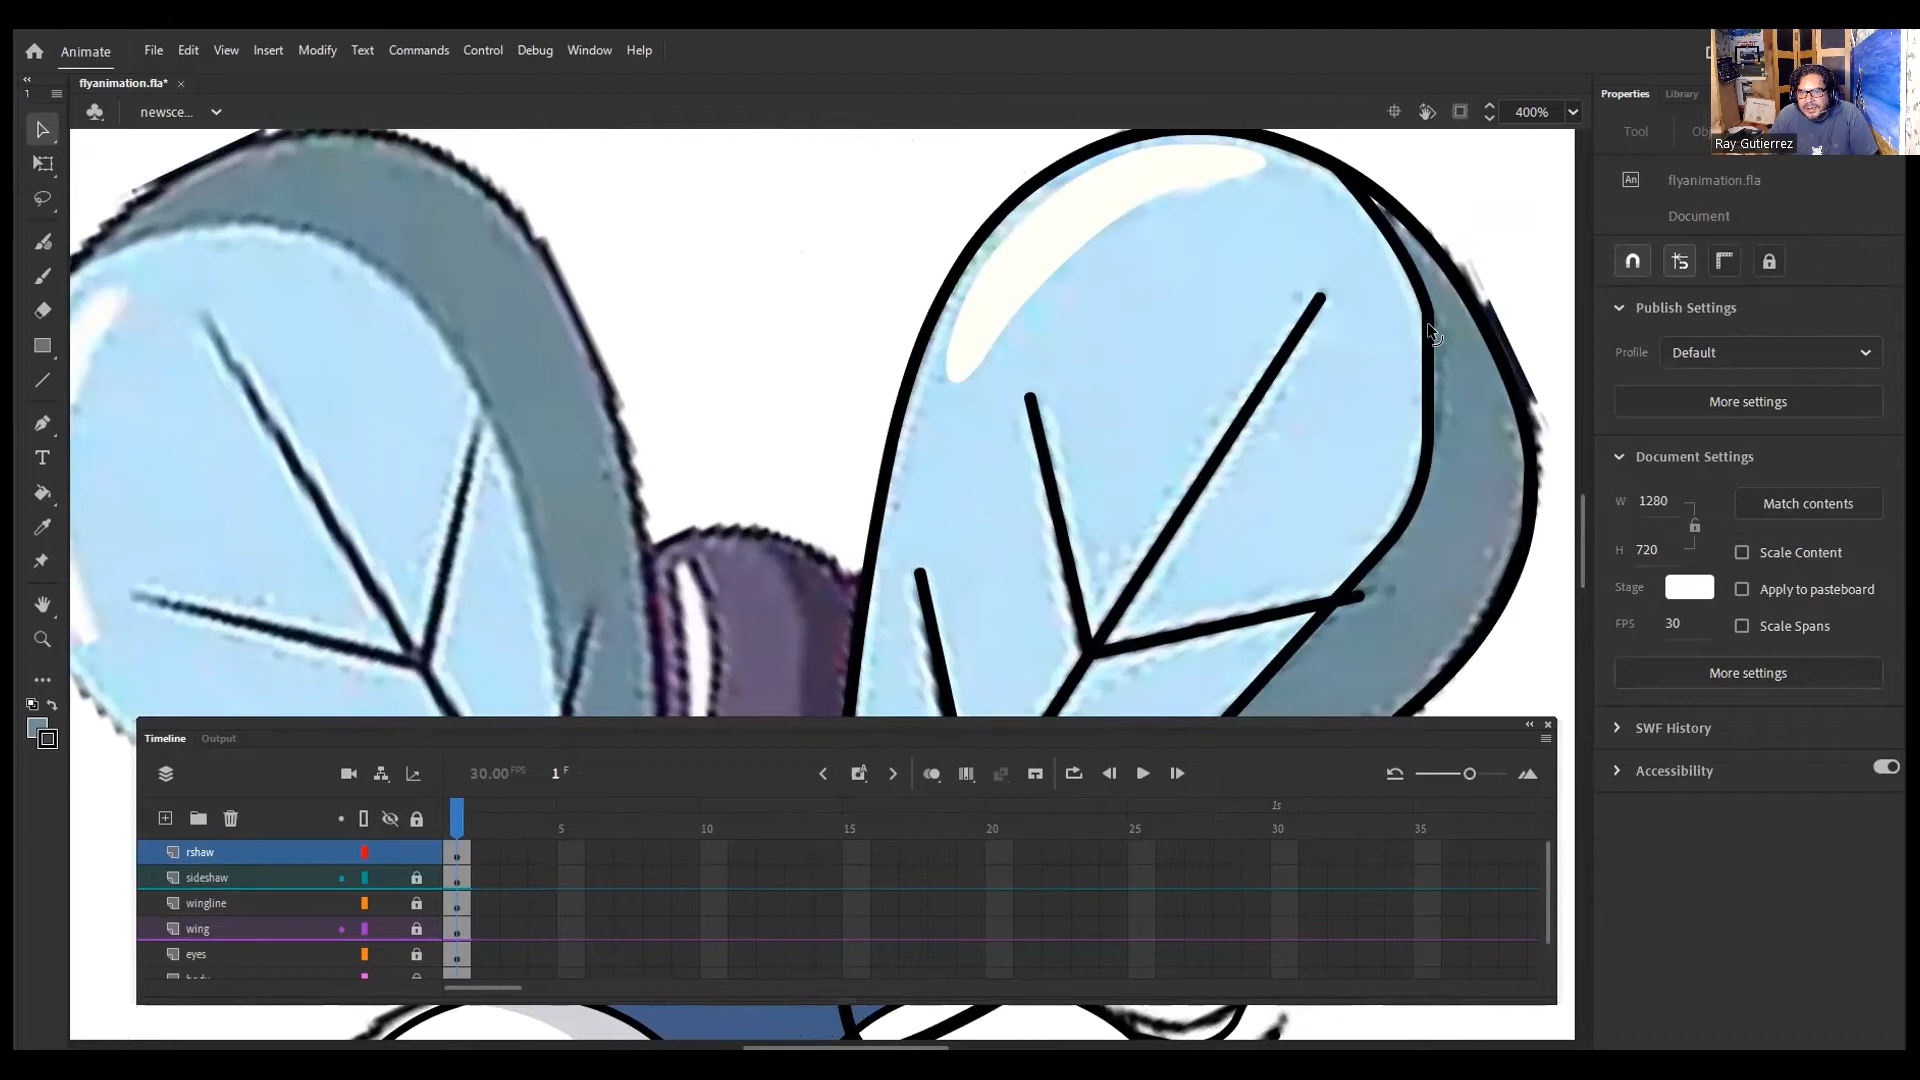 Animate File Edit View Insert Modify Text Commands Control Debug Window Help
flyanimation.fla*
newsce... 400%
Ray Gutierrez
Properties Library
Tool
An flyanimation.fla
Document
Publish Settings
Profile Default
More settings
Document Settings
W 1280 Match contents
H 720 Scale Content
Stage Apply to pasteboard
FPS 30 Scale Spans
More settings
SWF History
Accessibility
1
T
Timeline Output
30.00 FPS 1 F
1s
5 10 15 20 25 30 35
rshaw
sideshaw
wingline
wing
eyes